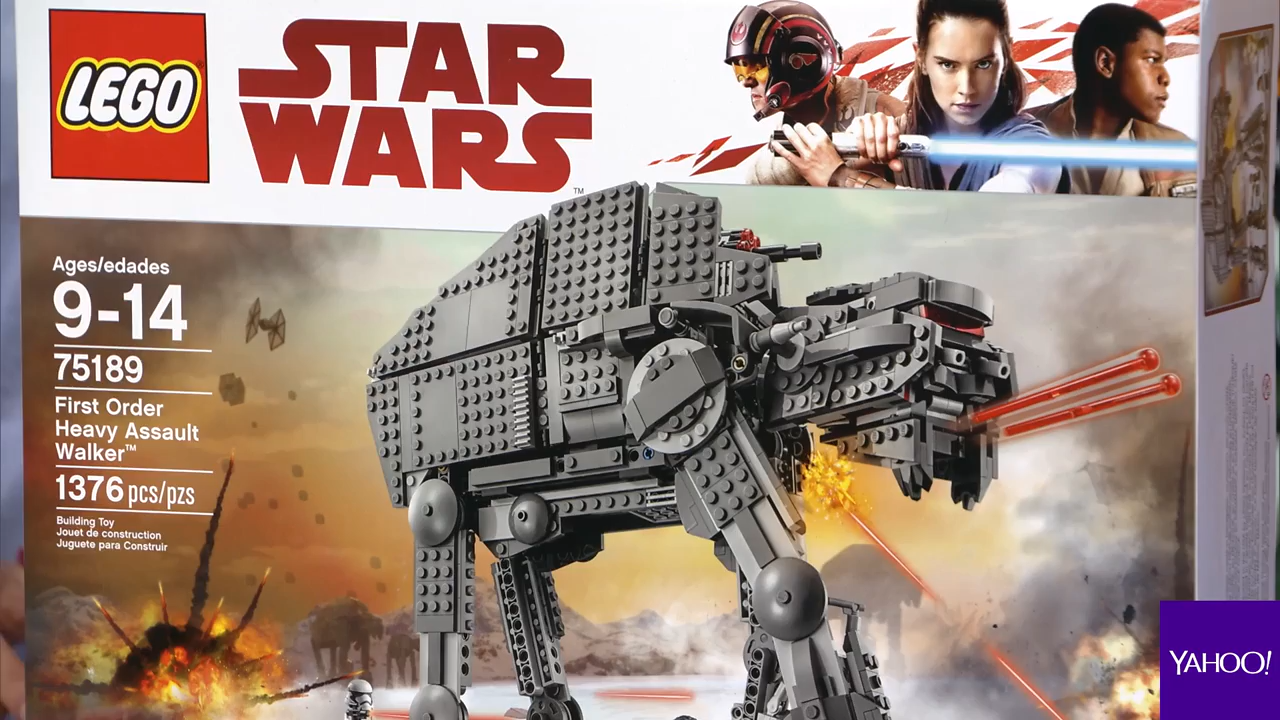 LEGO
STAR
WARS
™
Ages/edades
9-14
75189
First Order
Heavy Assault
Walker™
1376 pcs/pzs
Building Toy
Jouet de construction
Juguete para Construir
YAHOO!